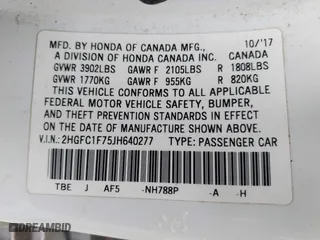 MFD. BY HONDA OF CANADA MFG., 10/'17
A DIVISION OF HONDA CANADA INC. CANADA
GVWR 3902LBS GAWR F 2105LBS R 1808LBS
GVWR 1770KG GAWR F 955KG R 820KG
THIS VEHICLE CONFORMS TO ALL APPLICABLE
FEDERAL MOTOR VEHICLE SAFETY, BUMPER,
AND THEFT PREVENTION STANDARDS IN EFFECT
ON THE DATE OF MANUFACTURE SHOWN ABOVE.
V.I.N.: 2HGFC1F75JH640277 TYPE: PASSENGER CAR
TBE J AF5 -NH788P -A -H
©DREAMBID